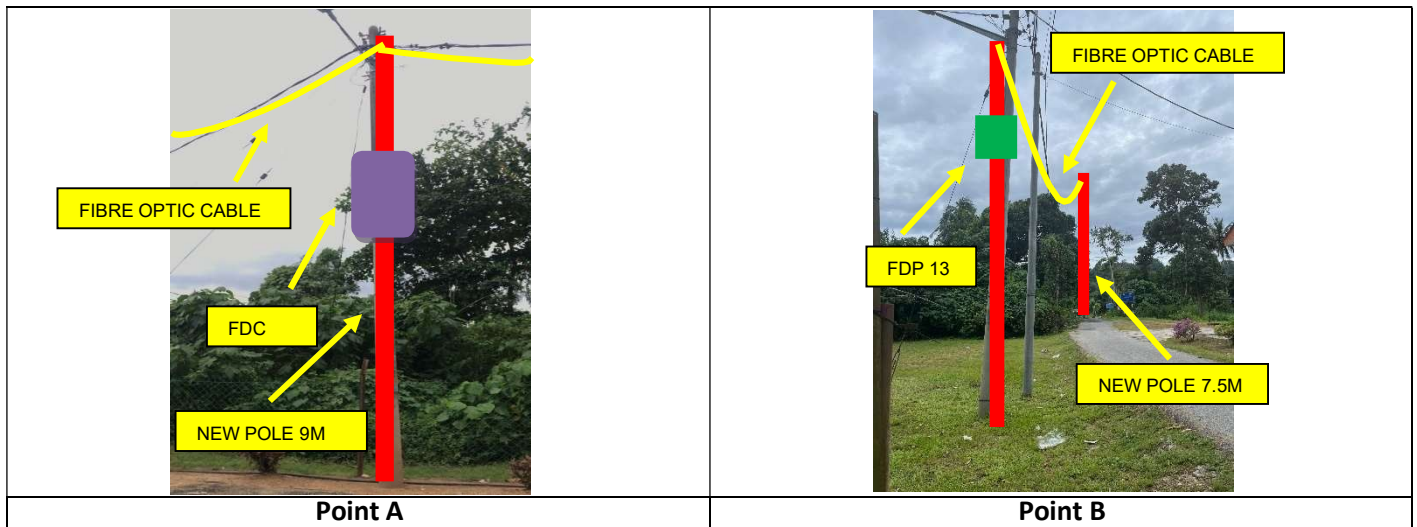 FIBRE OPTIC CABLE
FDC
NEW POLE 9M
Point A
FIBRE OPTIC CABLE
FDP 13
NEW POLE 7.5M
Point B